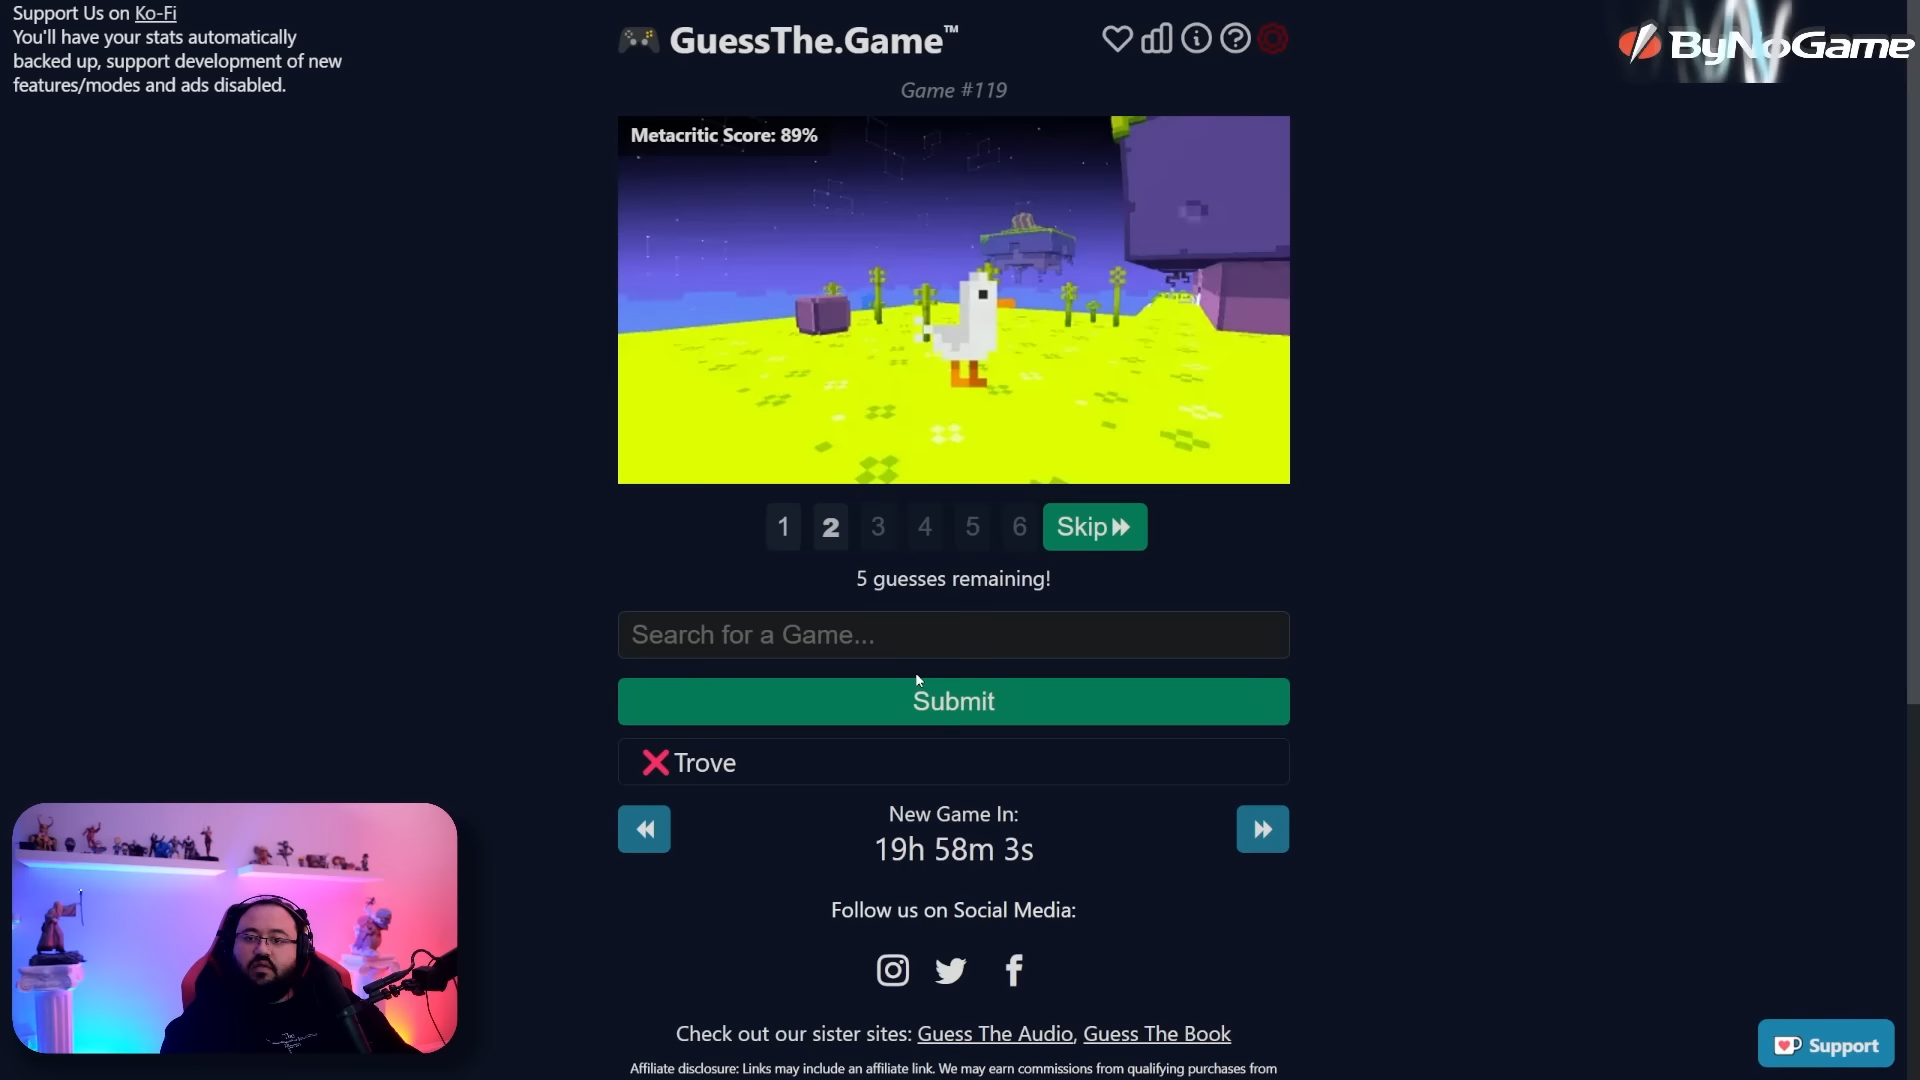 Support Us on Ko-Fi
You'll have your stats automatically
backed up, support development of new
features/modes and ads disabled.
GuessThe.Game™
ByNoGame
Game #119
Metacritic Score: 89%
1 2 3 4 5 6 Skip
5 guesses remaining!
Search for a Game...
Submit
❌ Trove
New Game In:
19h 58m 3s
Follow us on Social Media:
Check out our sister sites: Guess The Audio, Guess The Book
Support
Affiliate disclosure: Links may include an affiliate link. We may earn commissions from qualifying purchases from